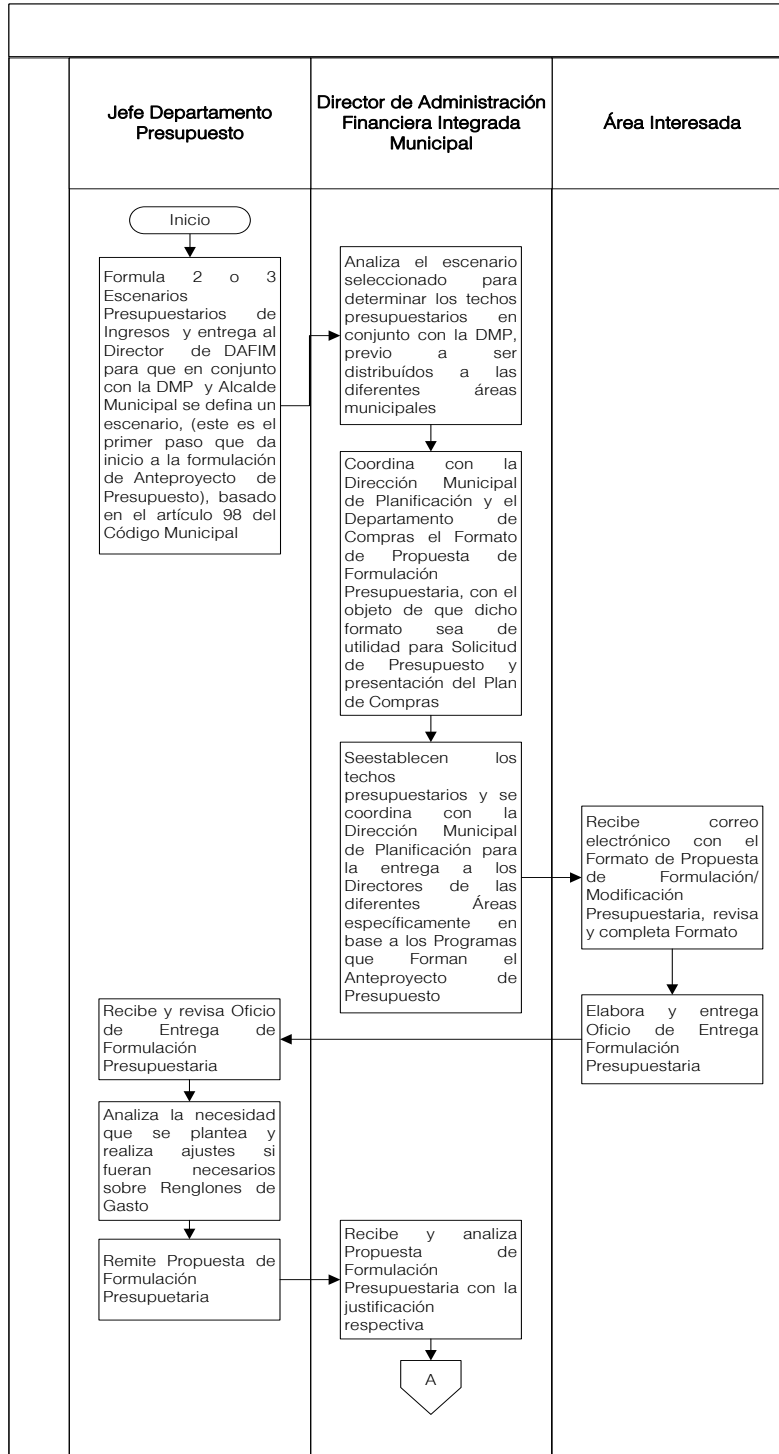 Jefe Departamento
Presupuesto
Director de Administración
Financiera Integrada
Municipal
Área Interesada
Inicio
Formula 2 o 3
Escenarios
Presupuestarios de
Ingresos y entrega al
Director de DAFIM
para que en conjunto
con la DMP y Alcalde
Municipal se defina un
escenario, (este es el
primer paso que da
inicio a la formulación
de Anteproyecto de
Presupuesto), basado
en el artículo 98 del
Código Municipal
Analiza el escenario
seleccionado para
determinar los techos
presupuestarios en
conjunto con la DMP,
previo a ser
distribuídos a las
diferentes áreas
municipales
Coordina con la
Dirección Municipal
de Planificación y el
Departamento de
Compras el Formato
de Propuesta de
Formulación
Presupuestaria, con el
objeto de que dicho
formato sea de
utilidad para Solicitud
de Presupuesto y
presentación del Plan
de Compras
Seestablecen los
techos
presupuestarios y se
coordina con la
Dirección Municipal
de Planificación para
la entrega a los
Directores de las
diferentes Áreas
específicamente en
base a los Programas
que Forman el
Anteproyecto de
Presupuesto
Recibe correo
electrónico con el
Formato de Propuesta
de Formulación/
Modificación
Presupuestaria, revisa
y completa Formato
Elabora y entrega
Oficio de Entrega
Formulación
Presupuestaria
Recibe y revisa Oficio
de Entrega de
Formulación
Presupuestaria
Analiza la necesidad
que se plantea y
realiza ajustes si
fueran necesarios
sobre Renglones de
Gasto
Remite Propuesta de
Formulación
Presupuetaria
Recibe y analiza
Propuesta de
Formulación
Presupuestaria con la
justificación
respectiva
A